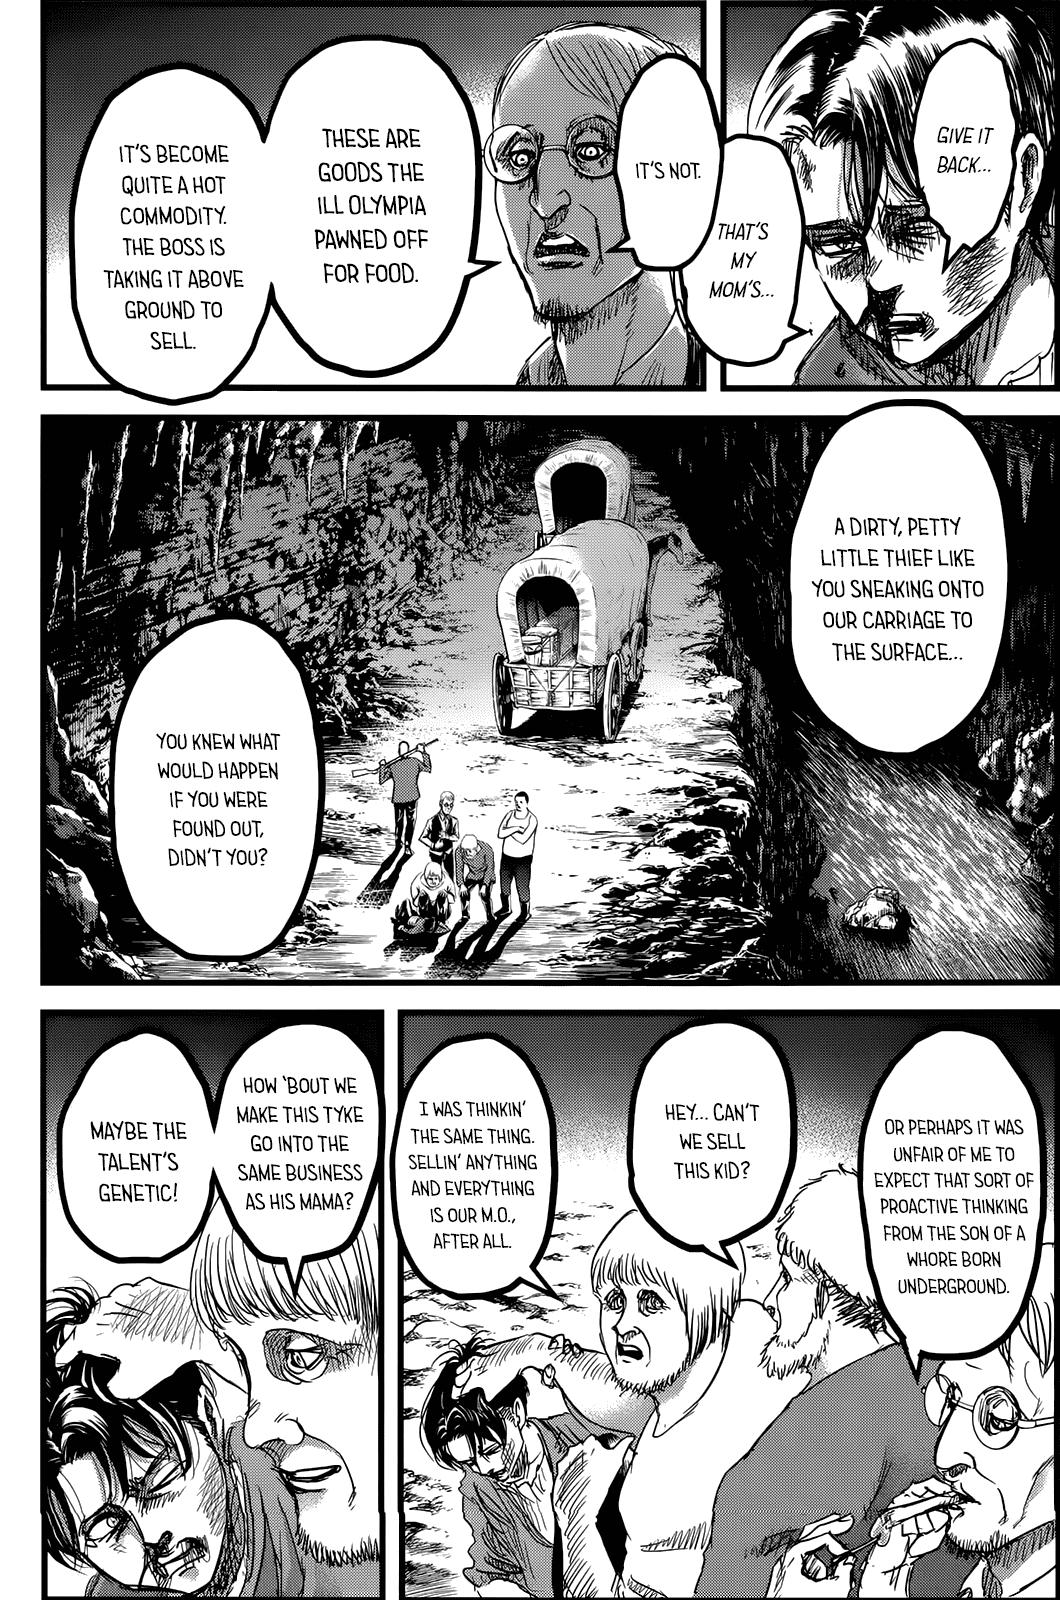 GIVE IT
BACK...
THAT'S
MY
MOM'S...
IT'S NOT.
THESE ARE
GOODS THE
ILL OLYMPIA
PAWNED OFF
FOR FOOD.
IT'S BECOME
QUITE A HOT
COMMODITY.
THE BOSS IS
TAKING IT ABOVE
GROUND TO
SELL.
A DIRTY, PETTY
LITTLE THIEF LIKE
YOU SNEAKING ONTO
OUR CARRIAGE TO
THE SURFACE...
YOU KNEW WHAT
WOULD HAPPEN
IF YOU WERE
FOUND OUT,
DIDN'T YOU?
OR PERHAPS IT WAS
UNFAIR OF ME TO
EXPECT THAT SORT OF
PROACTIVE THINKING
FROM THE SON OF A
WHORE BORN
UNDERGROUND.
HEY... CAN'T
WE SELL
THIS KID?
I WAS THINKIN'
THE SAME THING.
SELLIN' ANYTHING
AND EVERYTHING
IS OUR M.O.,
AFTER ALL.
HOW 'BOUT WE
MAKE THIS TYKE
GO INTO THE
SAME BUSINESS
AS HIS MAMA?
MAYBE THE
TALENT'S
GENETIC!